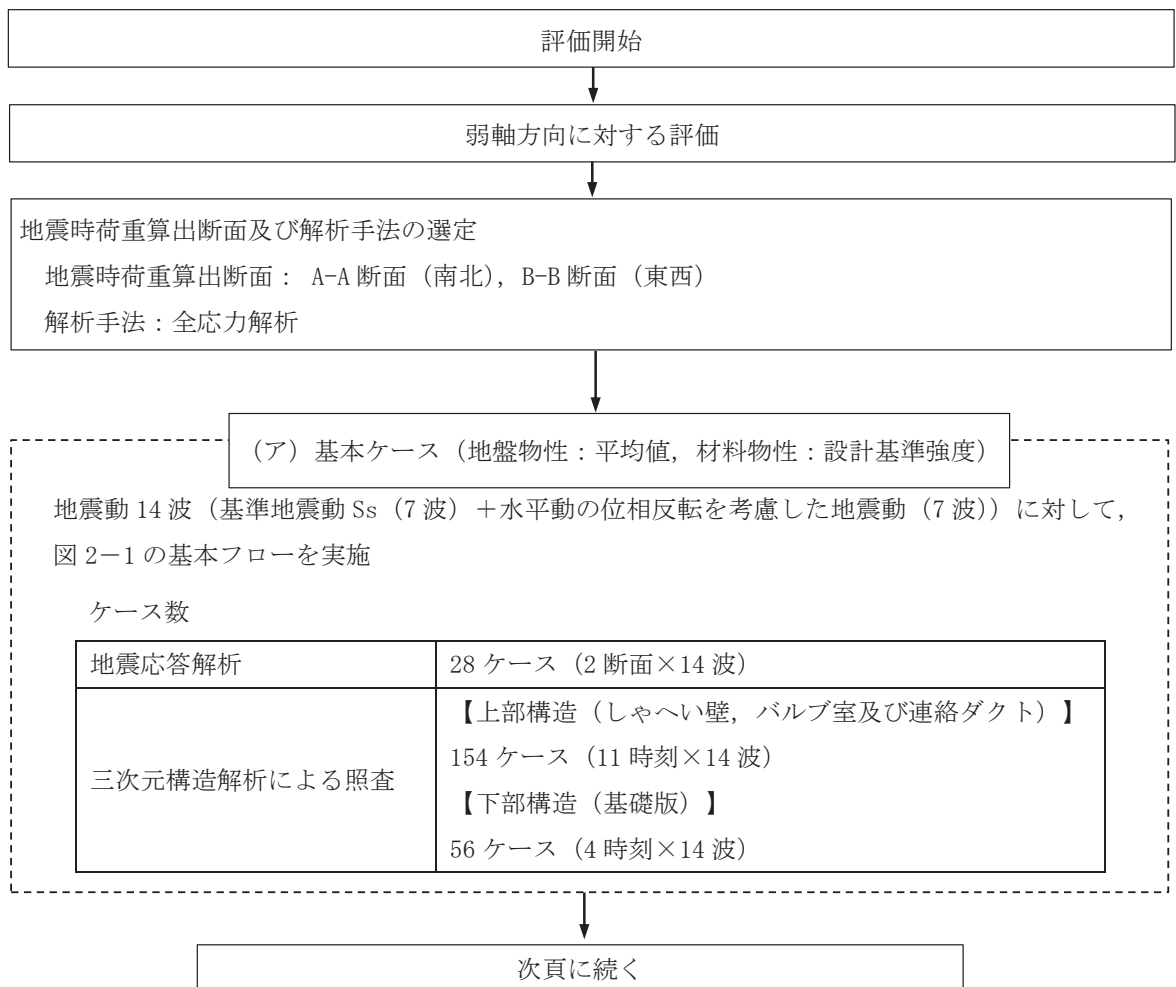 評価開始
弱軸方向に対する評価
地震時荷重算出断面及び解析手法の選定
地震時荷重算出断面： A-A 断面（南北），B-B 断面（東西）
解析手法：全応力解析
（ア）基本ケース（地盤物性：平均値，材料物性：設計基準強度）
地震動 14 波（基準地震動 Ss（7 波）＋水平動の位相反転を考慮した地震動（7 波））に対して，
図 2－1 の基本フローを実施
ケース数
地震応答解析
28 ケース（2 断面×14 波）
三次元構造解析による照査
【上部構造（しゃへい壁，バルブ室及び連絡ダクト）】
154 ケース（11 時刻×14 波）
【下部構造（基礎版）】
56 ケース（4 時刻×14 波）
次頁に続く